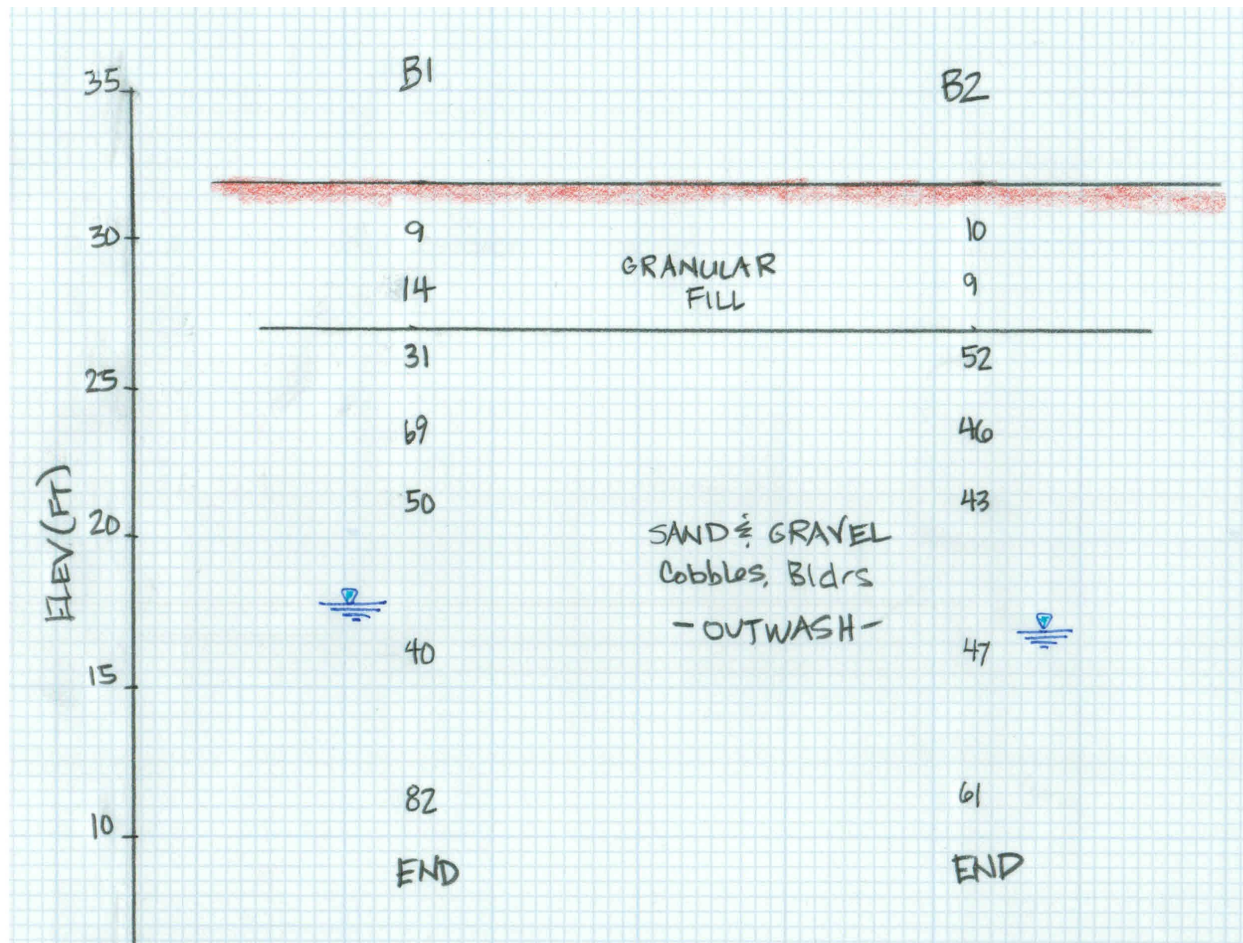 B1 B2
35
30 9 10
GRANULAR
14 9
FILL
31 52
25
69 46
50 43
20
SAND & GRAVEL
Cobbles, Bldrs
-OUTWASH-
40 47
15
82 61
10
END END
ELEV (FT)